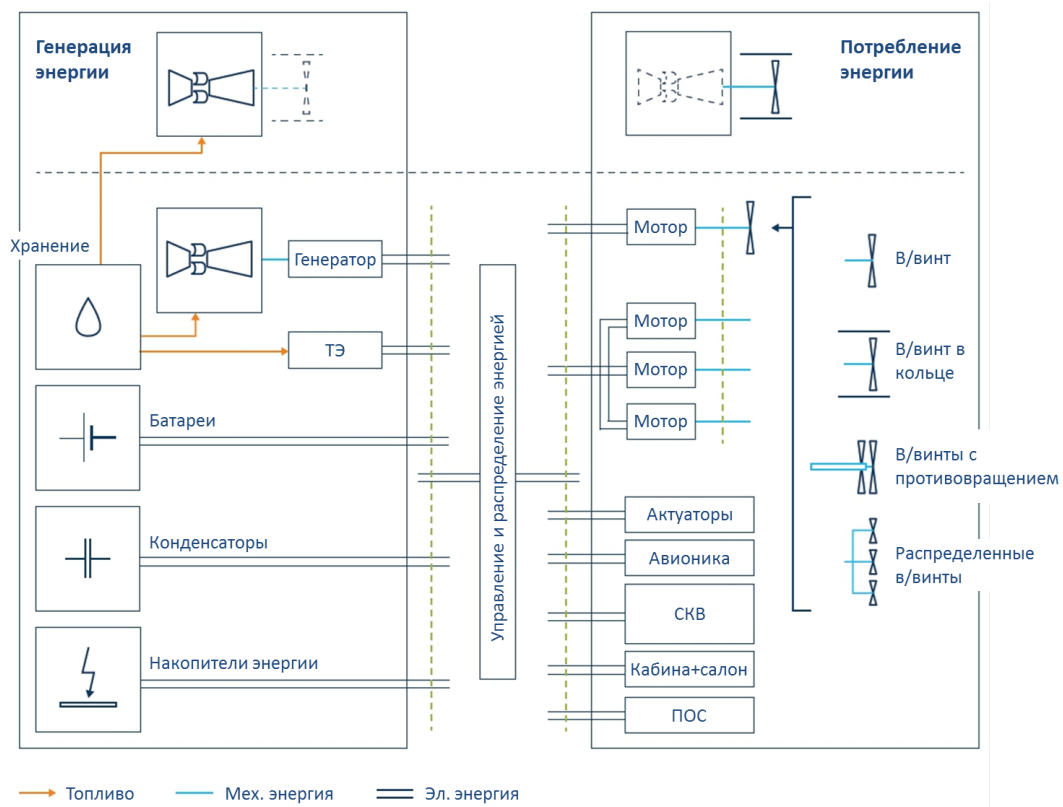 Генерация
энергии
Потребление
энергии
Хранение
Генератор
ТЭ
Батареи
Конденсаторы
Накопители энергии
Управление и распределение энергией
Мотор
Мотор
Мотор
Мотор
Актуаторы
Авионика
СКВ
Кабина+салон
ПОС
В/винт
В/винт в
кольце
В/винты с
противовращением
Распределенные
в/винты
Топливо
Мех. энергия
Эл. энергия